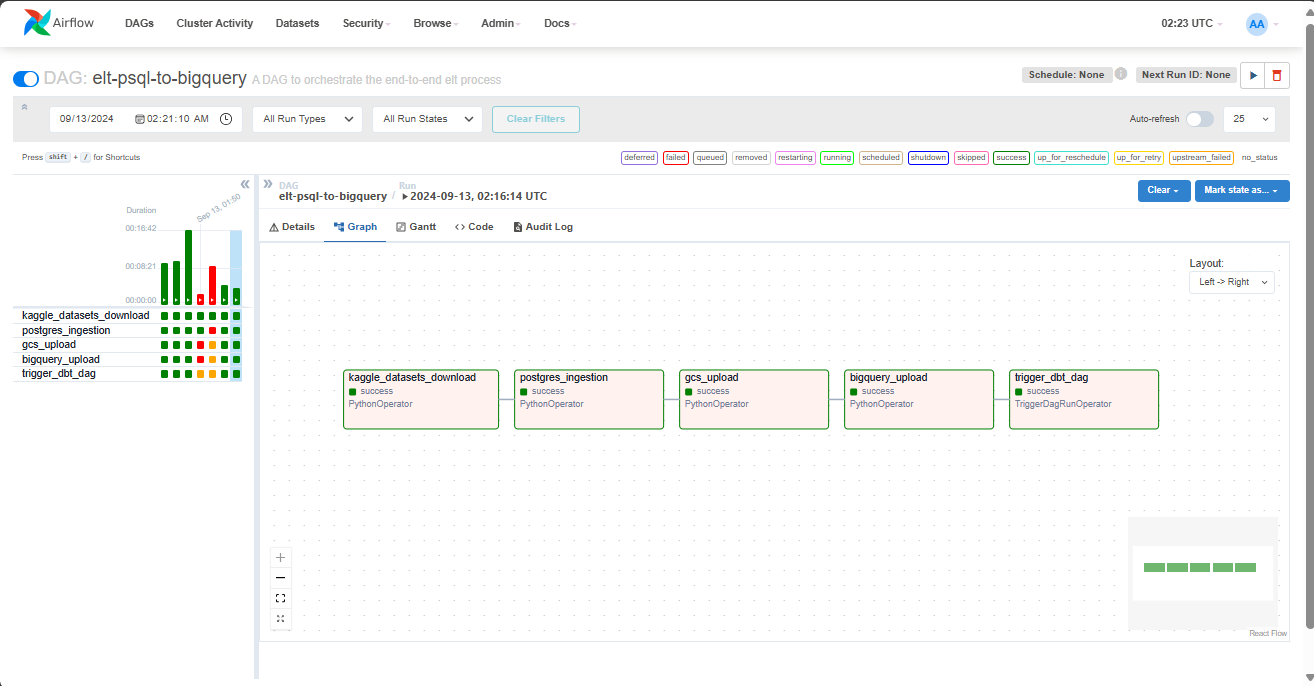 Airflow DAGs Cluster Activity Datasets Security Browse Admin Docs 02:23 UTC AA
DAG: elt-psql-to-bigquery A DAG to orchestrate the end-to-end elt process Schedule: None Next Run ID: None
09/13/2024 02:21:10 AM All Run Types All Run States Clear Filters Auto-refresh 25
Press shift + / for Shortcuts deferred failed queued removed restarting running scheduled shutdown skipped success up_for_reschedule up_for_retry upstream_failed no_status
DAG Run
elt-psql-to-bigquery / 2024-09-13, 02:16:14 UTC Clear Mark state as...
Details Graph Gantt Code Audit Log
Sep 13, 01:50
Duration
00:16:42
00:08:21
00:00:00
kaggle_datasets_download
postgres_ingestion
gcs_upload
bigquery_upload
trigger_dbt_dag
Layout:
Left -> Right
kaggle_datasets_download
success
PythonOperator
postgres_ingestion
success
PythonOperator
gcs_upload
success
PythonOperator
bigquery_upload
success
PythonOperator
trigger_dbt_dag
success
TriggerDagRunOperator
React Flow